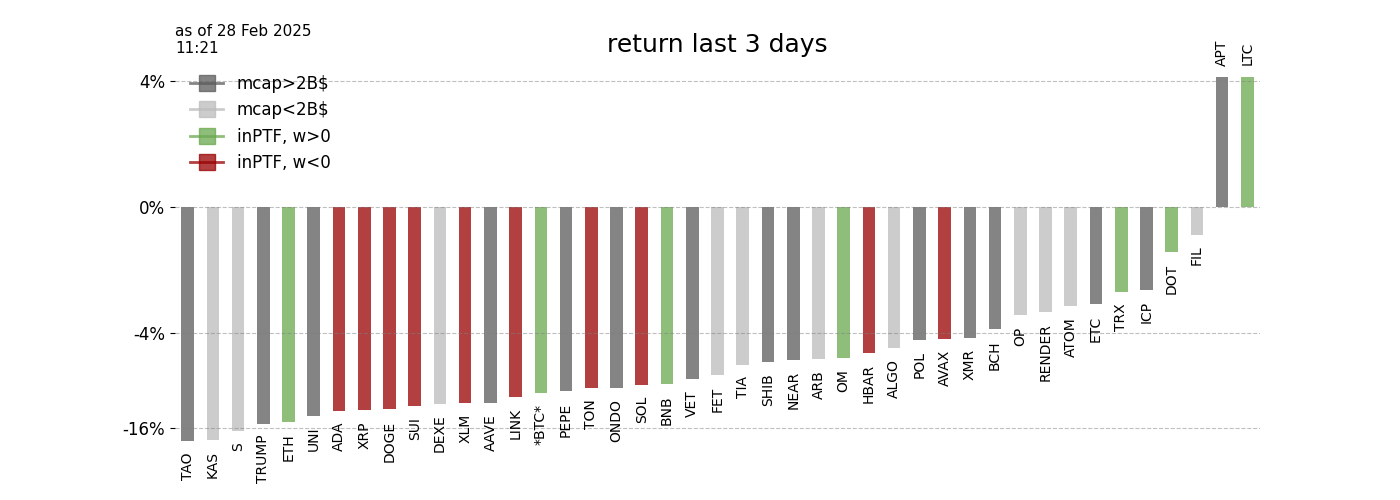 as of 28 Feb 2025
11:21
return last 3 days
mcap>2B$
mcap<2B$
inPTF, w>0
inPTF, w<0
4%
0%
-4%
-16%
TAO
KAS
S
TRUMP
ETH
UNI
ADA
XRP
DOGE
SUI
DEXE
XLM
AAVE
LINK
*BTC*
PEPE
TON
ONDO
SOL
BNB
VET
FET
TIA
SHIB
NEAR
ARB
OM
HBAR
ALGO
POL
AVAX
XMR
BCH
OP
RENDER
ATOM
ETC
TRX
ICP
DOT
FIL
APT
LTC